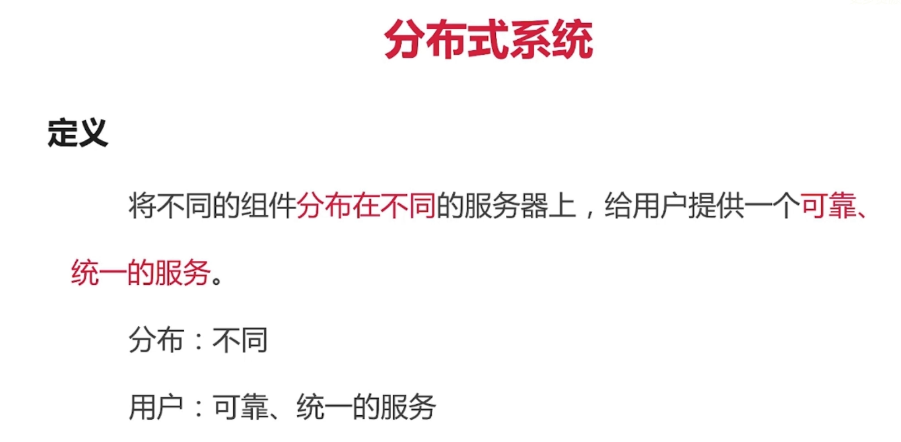 分布式系统
定义
将不同的组件分布在不同的服务器上，给用户提供一个可靠、
统一的服务。
分布：不同
用户：可靠、统一的服务